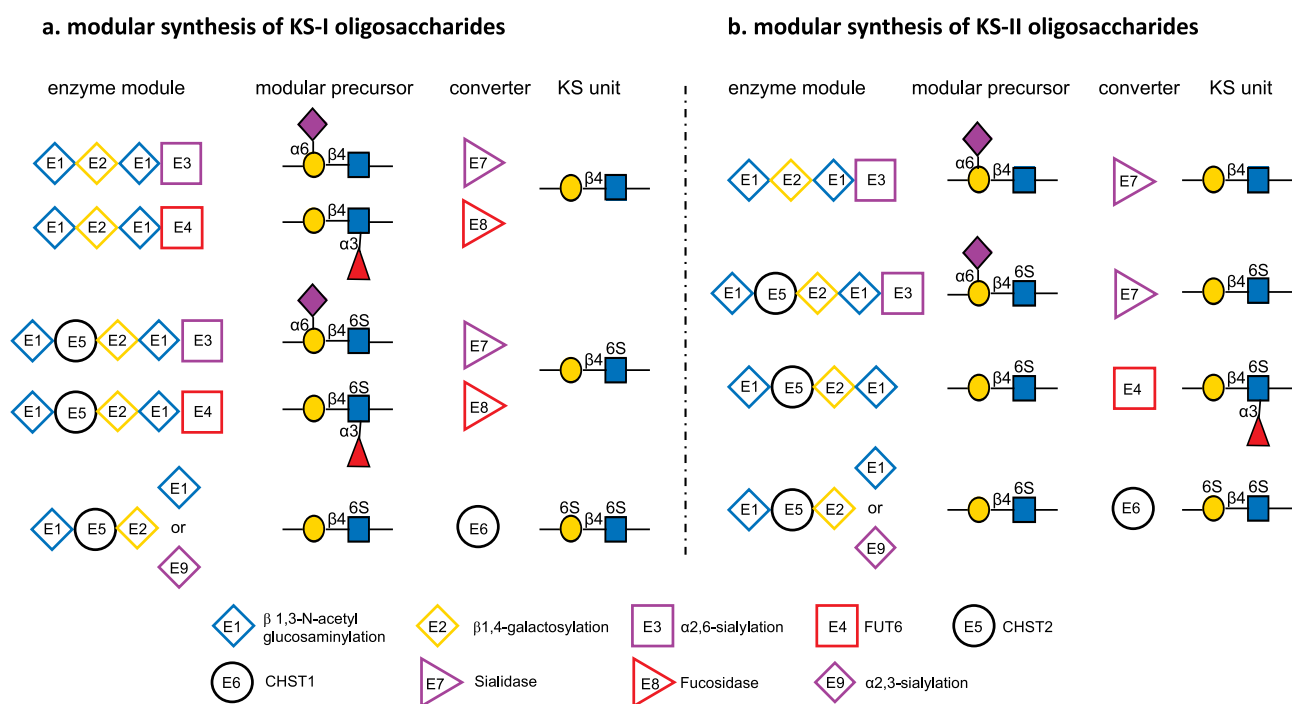 a. modular synthesis of KS-I oligosaccharides
enzyme module modular precursor converter KS unit
E1 E2 E1 E3 α6 β4 E7
β4
E1 E2 E1 E4 β4 α3 E8
E1 E5 E2 E1 E3 α6 β4 6S E7
β4 6S
E1 E5 E2 E1 E4 β4 6S α3 E8
E1 E5 E2 E1 or E9 β4 6S E6 6S β4 6S
b. modular synthesis of KS-II oligosaccharides
enzyme module modular precursor converter KS unit
E1 E2 E1 E3 α6 β4 E7 β4
E1 E5 E2 E1 E3 α6 β4 6S E7 β4 6S
E1 E5 E2 E1 β4 6S E4 β4 6S α3
E1 E5 E2 E1 or E9 β4 6S E6 6S β4 6S
E1 β 1,3-N-acetyl
glucosaminylation
E2 β1,4-galactosylation
E3 α2,6-sialylation
E4 FUT6
E5 CHST2
E6 CHST1
E7 Sialidase
E8 Fucosidase
E9 α2,3-sialylation